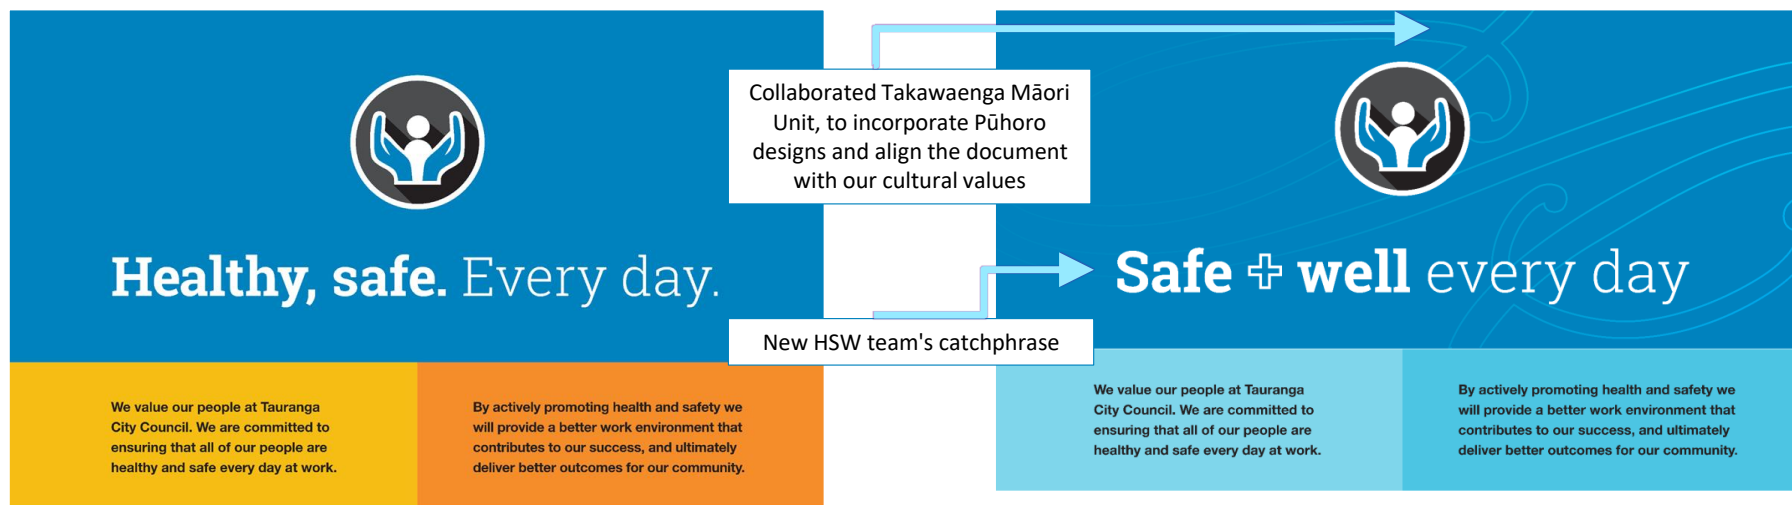 Healthy, safe. Every day.
We value our people at Tauranga
City Council. We are committed to
ensuring that all of our people are
healthy and safe every day at work.
By actively promoting health and safety we
will provide a better work environment that
contributes to our success, and ultimately
deliver better outcomes for our community.
Collaborated Takawaenga Māori
Unit, to incorporate Pūhoro
designs and align the document
with our cultural values
New HSW team's catchphrase
Safe + well every day
We value our people at Tauranga
City Council. We are committed to
ensuring that all of our people are
healthy and safe every day at work.
By actively promoting health and safety we
will provide a better work environment that
contributes to our success, and ultimately
deliver better outcomes for our community.